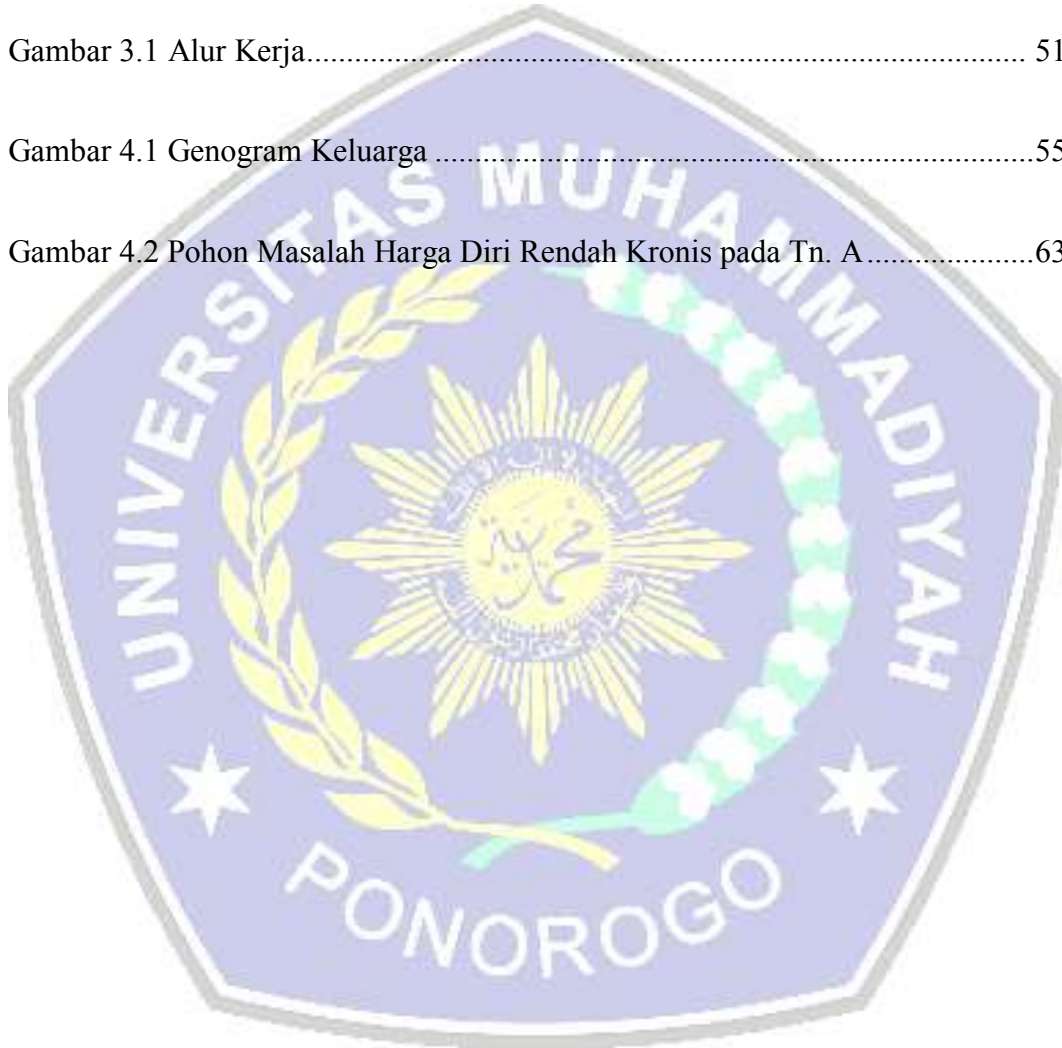 Gambar 3.1 Alur Kerja........................................................................... 51
Gambar 4.1 Genogram Keluarga ..............................................................55
Gambar 4.2 Pohon Masalah Harga Diri Rendah Kronis pada Tn. A..................63
UNIVERSITAS MUHAMMADIYAH
PONOROGO